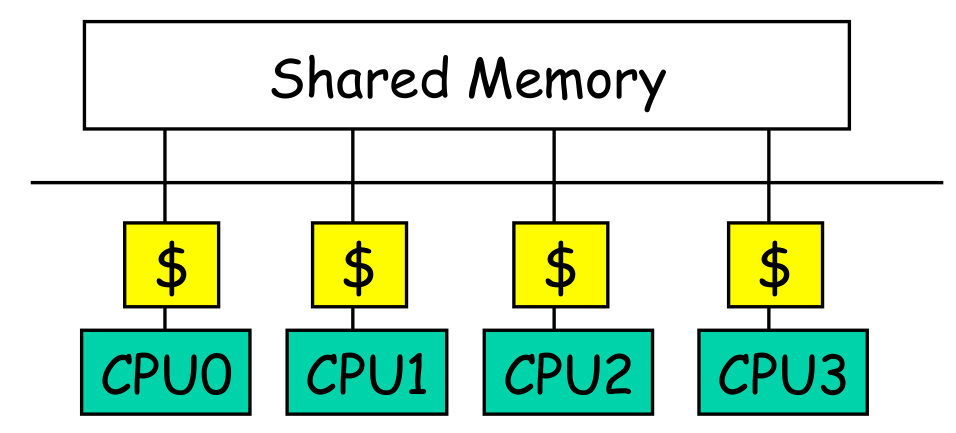 Shared Memory
$ $ $ $
CPU0 CPU1 CPU2 CPU3